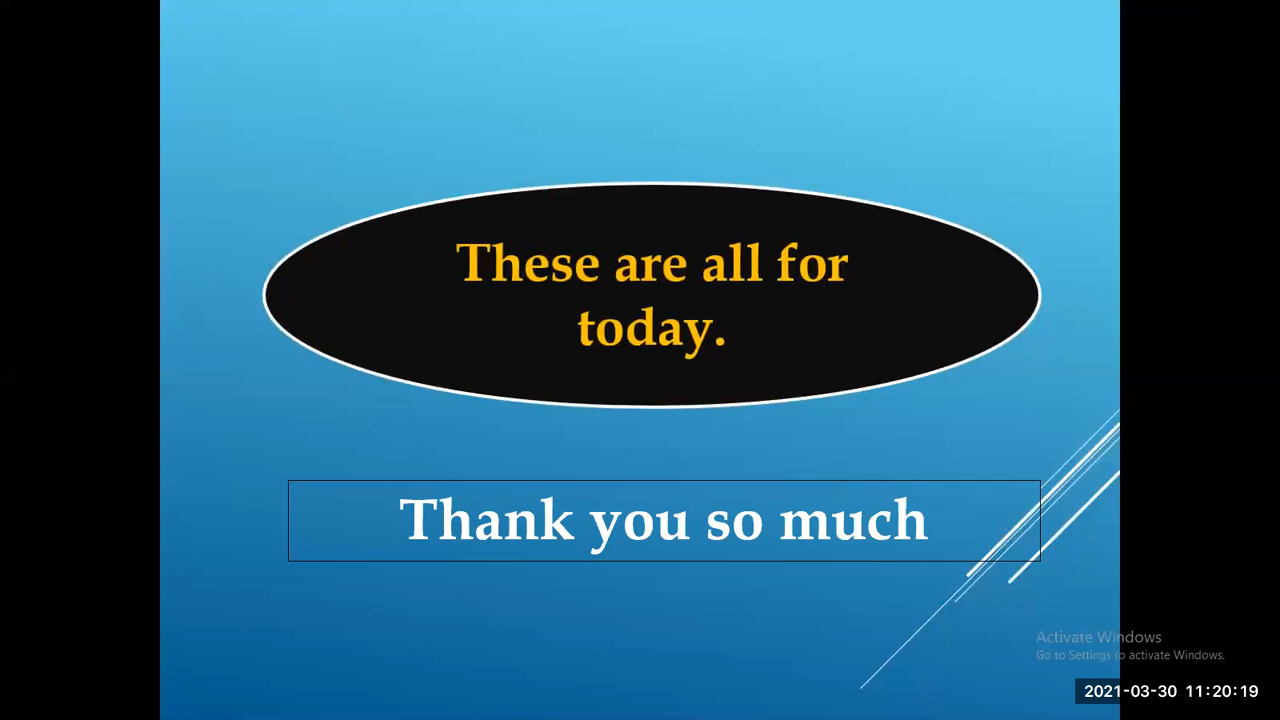 These are all for
today.
Thank you so much
Activate Windows
Go to Settings to activate Windows.
2021-03-30 11:20:19